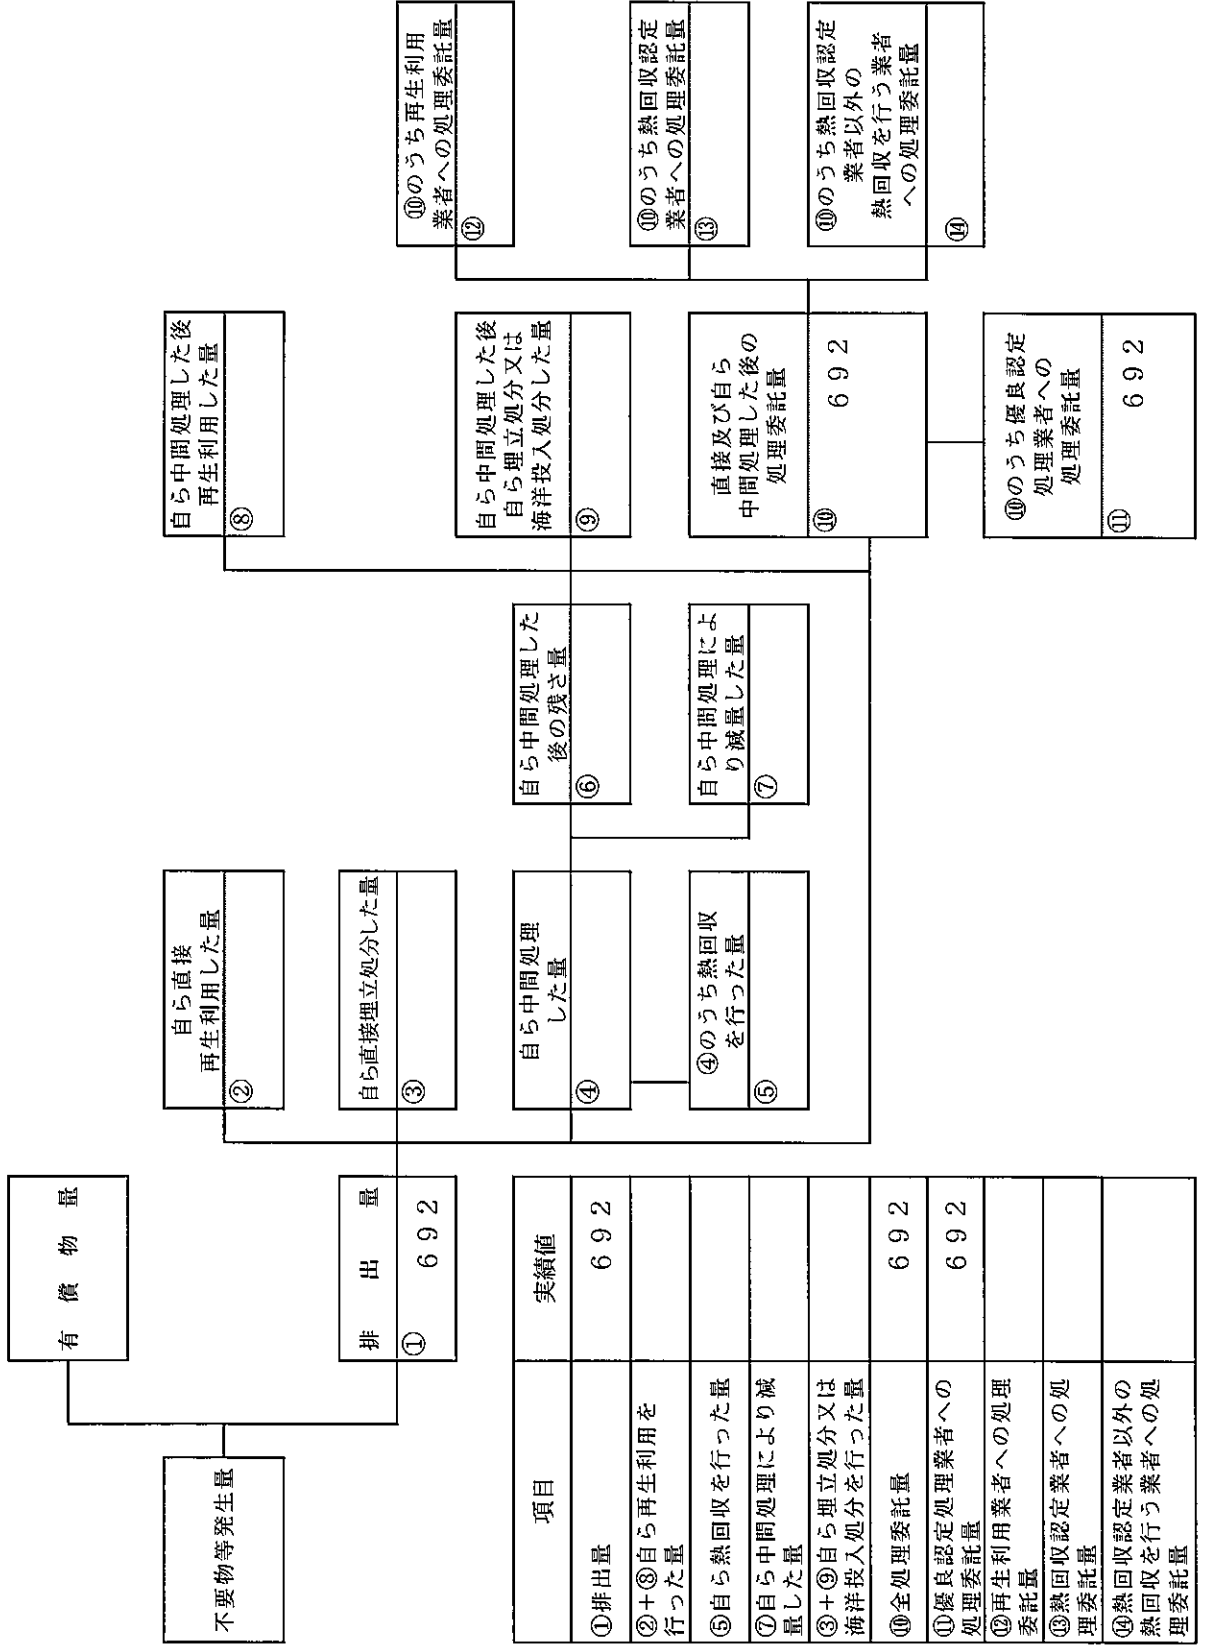 不要物等発生量
有償物量
排出量
①
692
自ら直接
再生利用した量
②
自ら直接埋立処分した量
③
自ら中間処理
した量
④
④のうち熱回収
を行った量
⑤
自ら中間処理した
後の残さ量
⑥
自ら中間処理によ
り減量した量
⑦
自ら中間処理した後
再生利用した量
⑧
自ら中間処理した後
自ら埋立処分又は
海洋投入処分した量
⑨
直接及び自ら
中間処理した後の
処理委託量
⑩
692
⑩のうち優良認定
処理業者への
処理委託量
⑪
692
⑩のうち再生利用
業者への処理委託量
⑫
⑩のうち熱回収認定
業者への処理委託量
⑬
⑩のうち熱回収認定
業者以外の
熱回収を行う業者
への処理委託量
⑭
項目
実績値
①排出量
692
②+⑧自ら再生利用を
行った量
⑤自ら熱回収を行った量
⑦自ら中間処理により減
量した量
③+⑨自ら埋立処分又は
海洋投入処分を行った量
⑩全処理委託量
692
⑪優良認定処理業者への
処理委託量
692
⑫再生利用業者への処理
委託量
⑬熱回収認定業者への処
理委託量
⑭熱回収認定業者以外の
熱回収を行う業者への処
理委託量